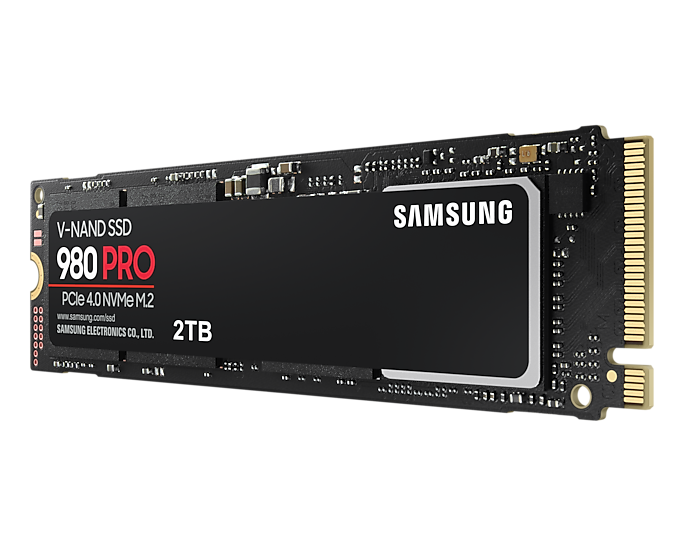 SAMSUNG
V-NAND SSD
980 PRO
PCIe 4.0 NVMe M.2
www.samsung.com/ssd
SAMSUNG ELECTRONICS CO., LTD.
2TB